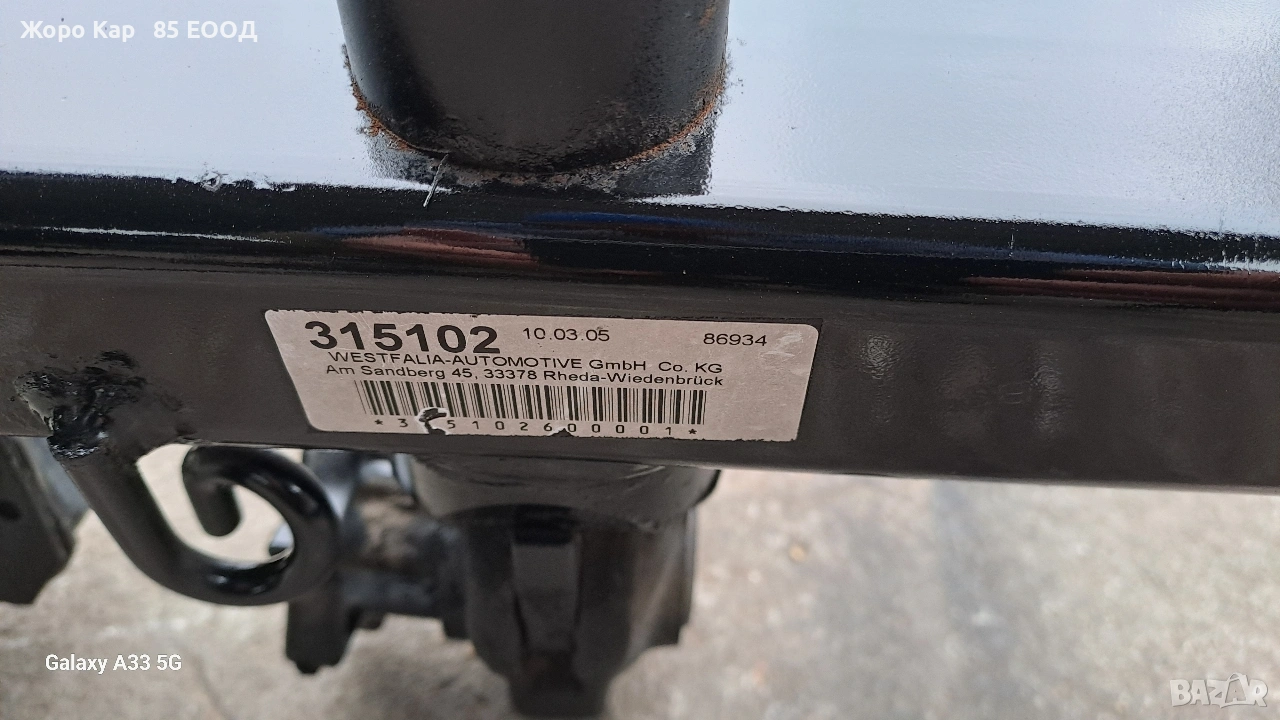 Жоро Кар 85 ЕООД
315102 10.03.05 86934
WESTFALIA-AUTOMOTIVE GmbH Co. KG
Am Sandberg 45, 33378 Rheda-Wiedenbrück
Galaxy A33 5G
BAZAR